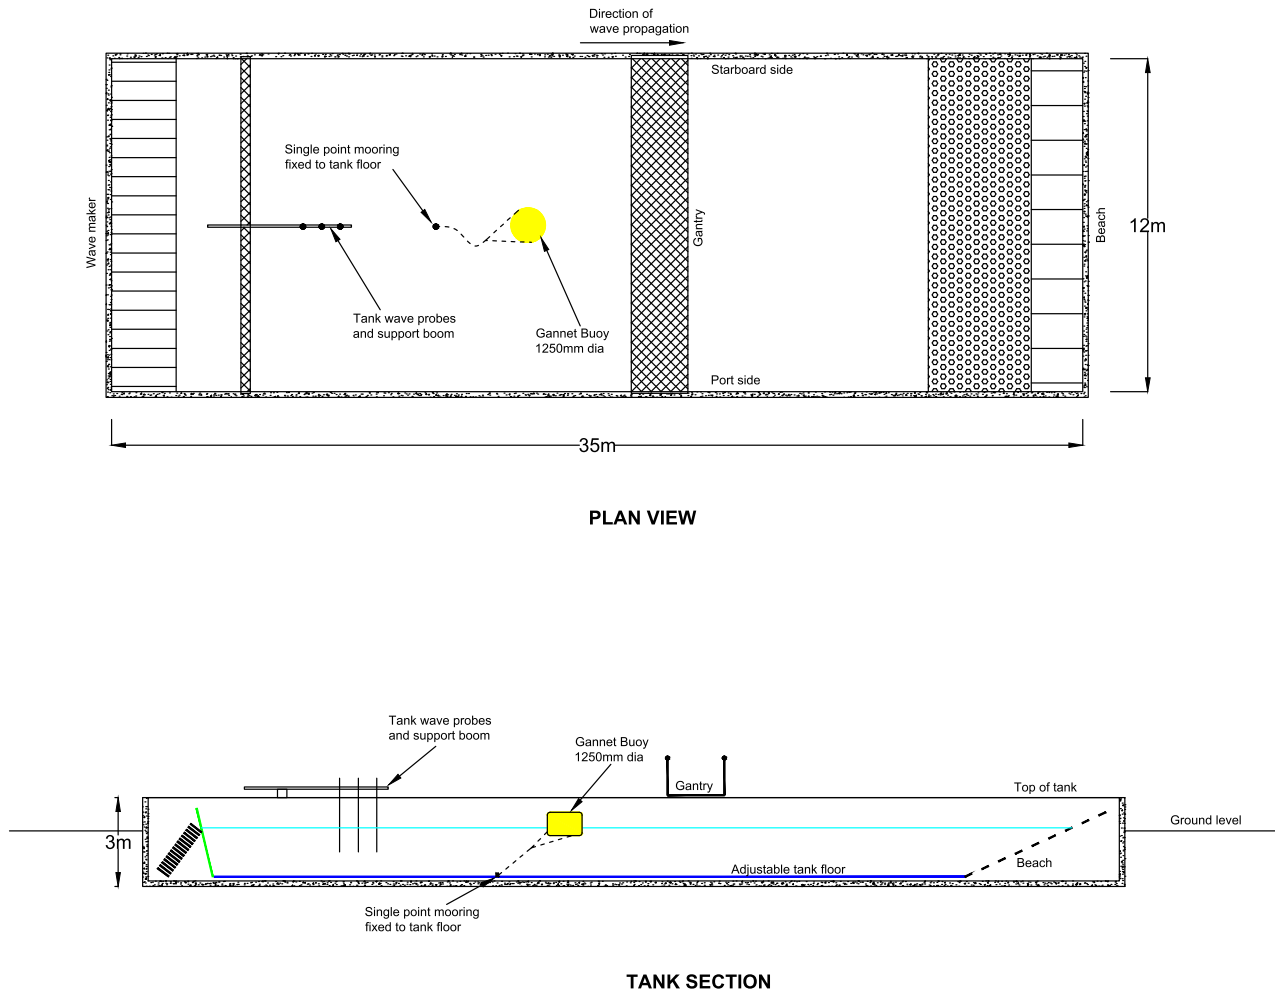 Direction of
wave propagation
Starboard side
Single point mooring
fixed to tank floor
Wave maker
Gantry
Beach
12m
Tank wave probes
and support boom
Gannet Buoy
1250mm dia
Port side
35m
PLAN VIEW
Tank wave probes
and support boom
Gannet Buoy
1250mm dia
Gantry
Top of tank
Ground level
3m
Beach
Adjustable tank floor
Single point mooring
fixed to tank floor
TANK SECTION